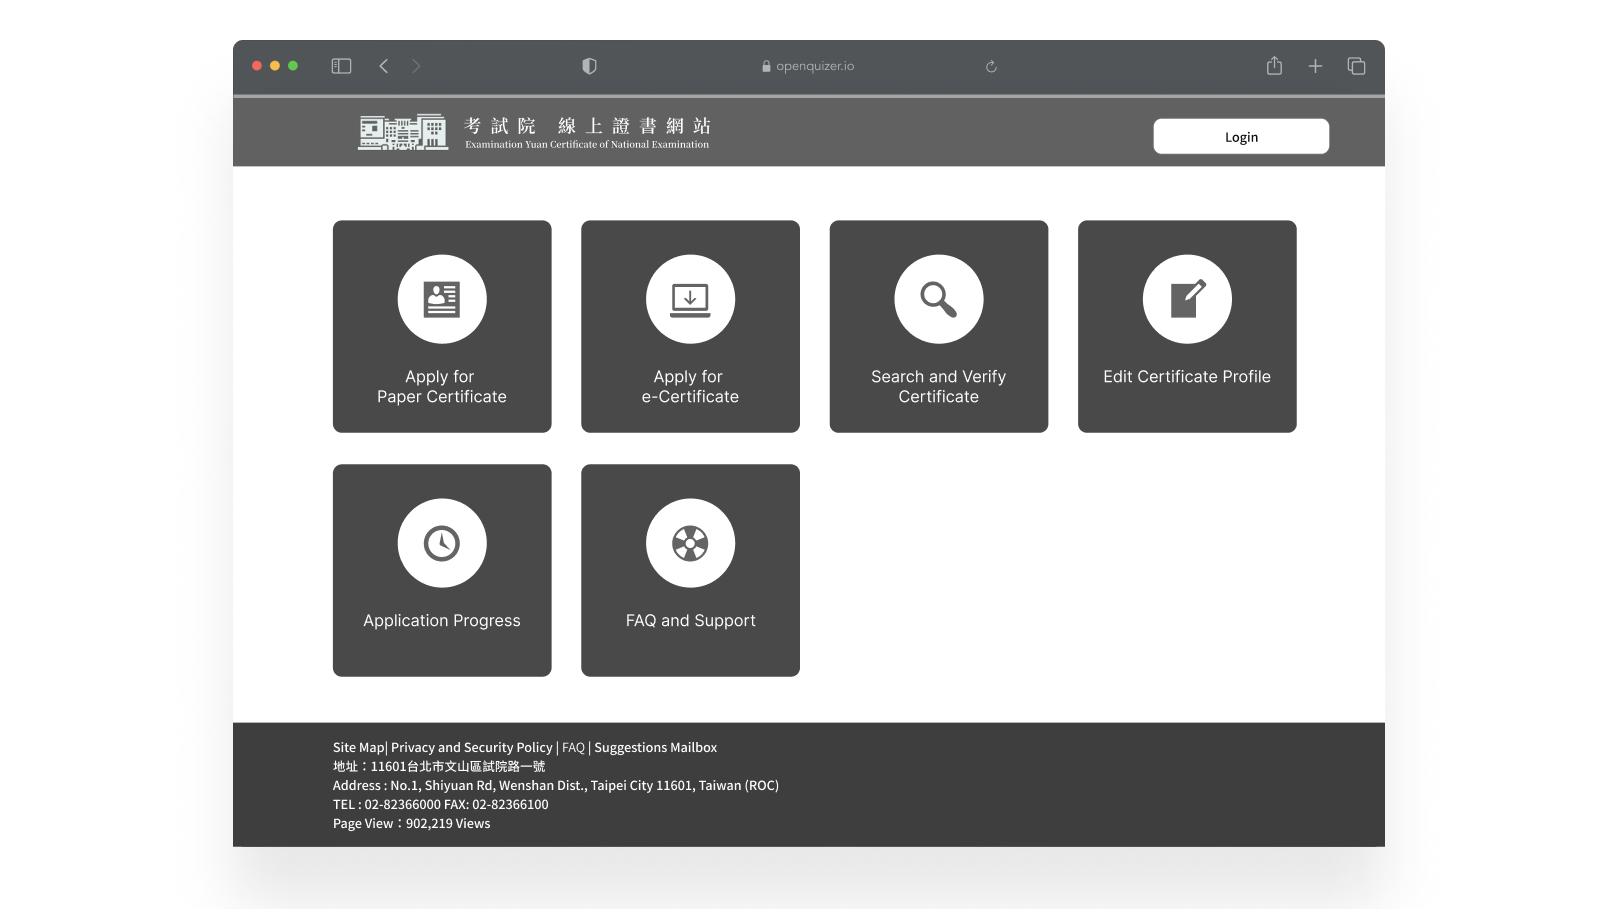 openquizer.io
考試院 線上證書網站
Examination Yuan Certificate of National Examination
Login
Apply for
Paper Certificate
Apply for
e-Certificate
Search and Verify
Certificate
Edit Certificate Profile
Application Progress
FAQ and Support
Site Map| Privacy and Security Policy | FAQ | Suggestions Mailbox
地址：11601台北市文山區試院路一號
Address : No.1, Shiyuan Rd, Wenshan Dist., Taipei City 11601, Taiwan (ROC)
TEL : 02-82366000 FAX: 02-82366100
Page View：902,219 Views